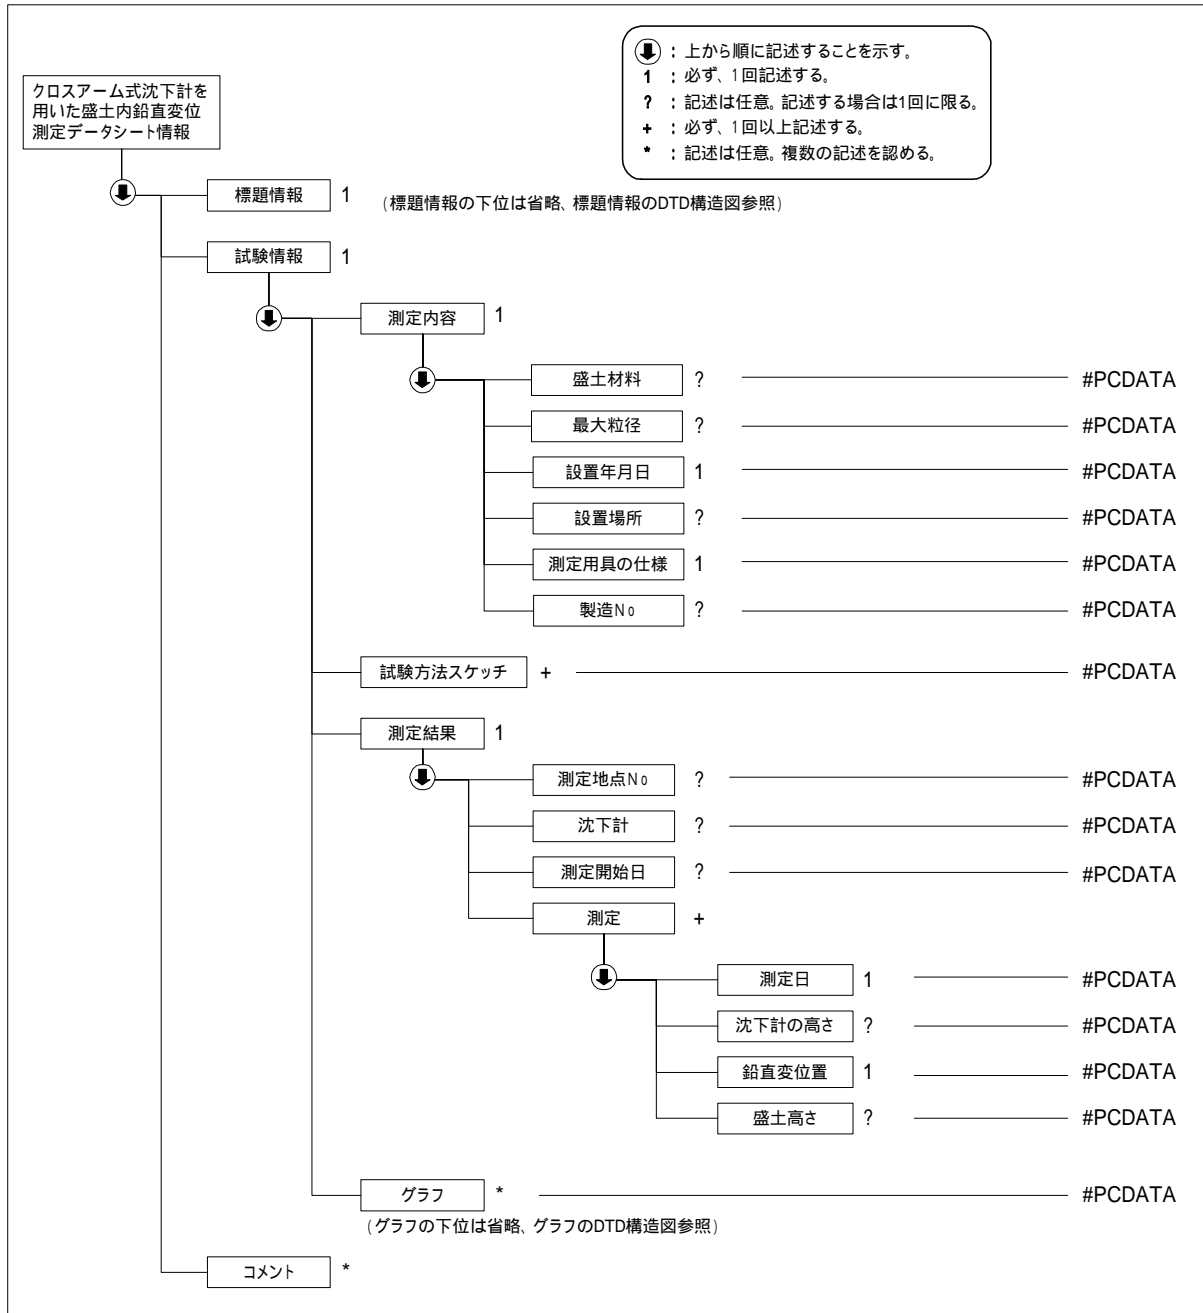 ：上から順に記述することを示す。
1 ：必ず、1回記述する。
? ：記述は任意。記述する場合は1回に限る。
+ ：必ず、1回以上記述する。
* ：記述は任意。複数の記述を認める。
クロスアーム式沈下計を
用いた盛土内鉛直変位
測定データシート情報
標題情報 1 (標題情報の下位は省略、標題情報のDTD構造図参照)
試験情報 1
測定内容 1
盛土材料 ? #PCDATA
最大粒径 ? #PCDATA
設置年月日 1 #PCDATA
設置場所 ? #PCDATA
測定用具の仕様 1 #PCDATA
製造No ? #PCDATA
試験方法スケッチ + #PCDATA
測定結果 1
測定地点No ? #PCDATA
沈下計 ? #PCDATA
測定開始日 ? #PCDATA
測定 +
測定日 1 #PCDATA
沈下計の高さ ? #PCDATA
鉛直変位置 1 #PCDATA
盛土高さ ? #PCDATA
グラフ * #PCDATA
(グラフの下位は省略、グラフのDTD構造図参照)
コメント *